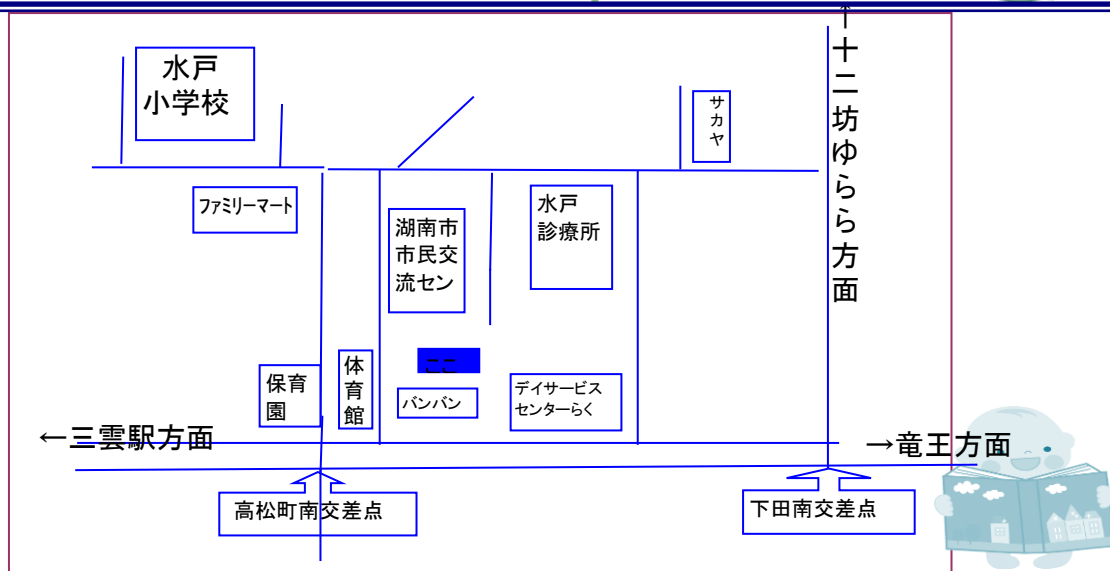 ↑十二坊ゆらら方面
水戸
小学校
サカヤ
ファミリーマート
湖南市
市民交
流セン
水戸
診療所
ここ
保育
園
体育館
バンバン
デイサービス
センターらく
←三雲駅方面
→竜王方面
高松町南交差点
下田南交差点